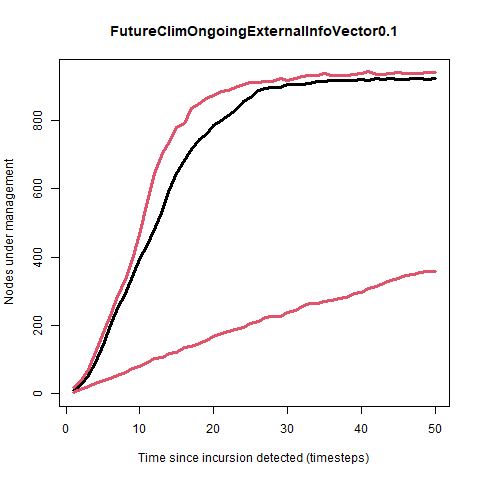 FutureClimOngoingExternalInfoVector0.1
Nodes under management
800
600
400
200
0
0 10 20 30 40 50
Time since incursion detected (timesteps)